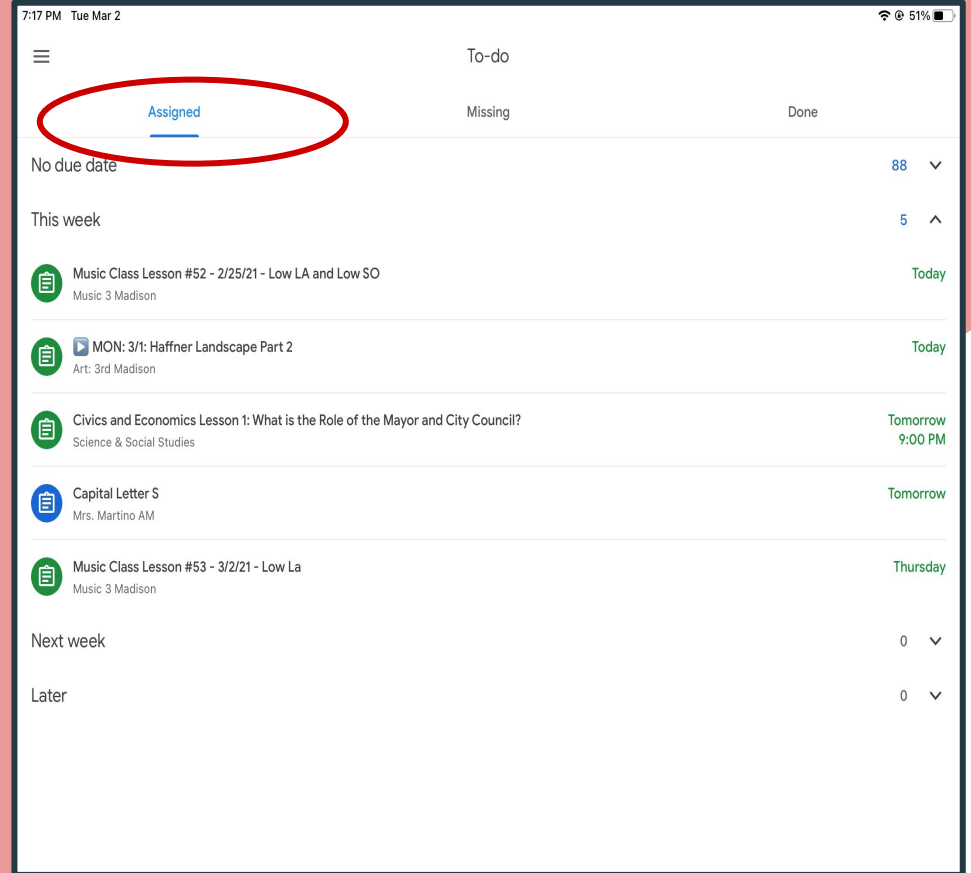 7:17 PM Tue Mar 2 51%
To-do
Assigned Missing Done
No due date 88
This week 5
Music Class Lesson #52 - 2/25/21 - Low LA and Low SO Today
Music 3 Madison
▶️ MON: 3/1: Haffner Landscape Part 2 Today
Art: 3rd Madison
Civics and Economics Lesson 1: What is the Role of the Mayor and City Council? Tomorrow
Science & Social Studies 9:00 PM
Capital Letter S Tomorrow
Mrs. Martino AM
Music Class Lesson #53 - 3/2/21 - Low La Thursday
Music 3 Madison
Next week 0
Later 0